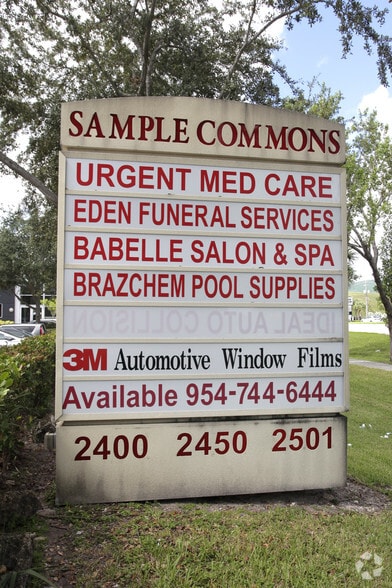 SAMPLE COMMONS
URGENT MED CARE
EDEN FUNERAL SERVICES
BABELLE SALON & SPA
BRAZCHEM POOL SUPPLIES
IDEAL AUTO COLLISION
3M Automotive Window Films
Available 954-744-6444
2400 2450 2501